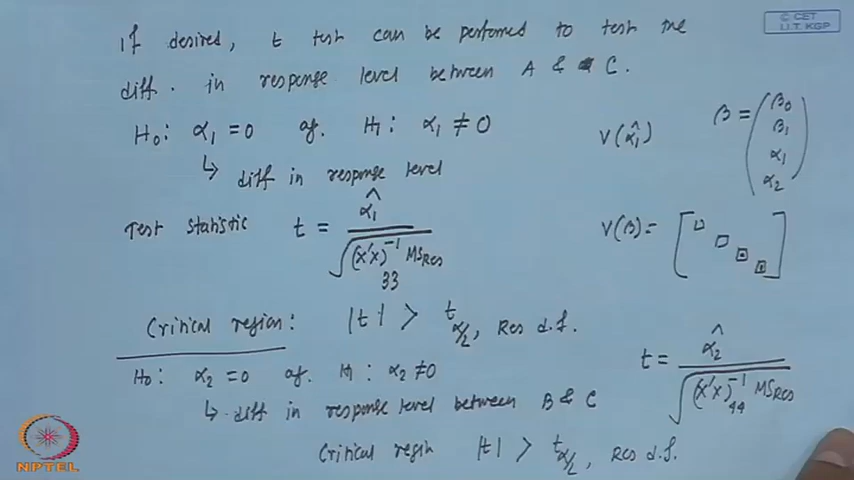 © CET
I.I.T. KGP
If desired, t test can be performed to test the
diff. in response level between A & C.
H₀: α₁ = 0 ag. H₁: α₁ ≠ 0
V(α̂₁)
β = (β₀ β₁ α₁ α₂)
↳ diff in response level
Test statistic t = α̂₁ / √((x'x)⁻¹₃₃ MS_Res)
V(β) = [ ]
Critical region: |t| > t_α/2, Res d.f.
H₀: α₂ = 0 ag. H₁: α₂ ≠ 0
t = α̂₂ / √((x'x)⁻¹₄₄ MS_Res)
↳ diff in response level between B & C
Critical regin |t| > t_α/2, Res d.f.
NPTEL